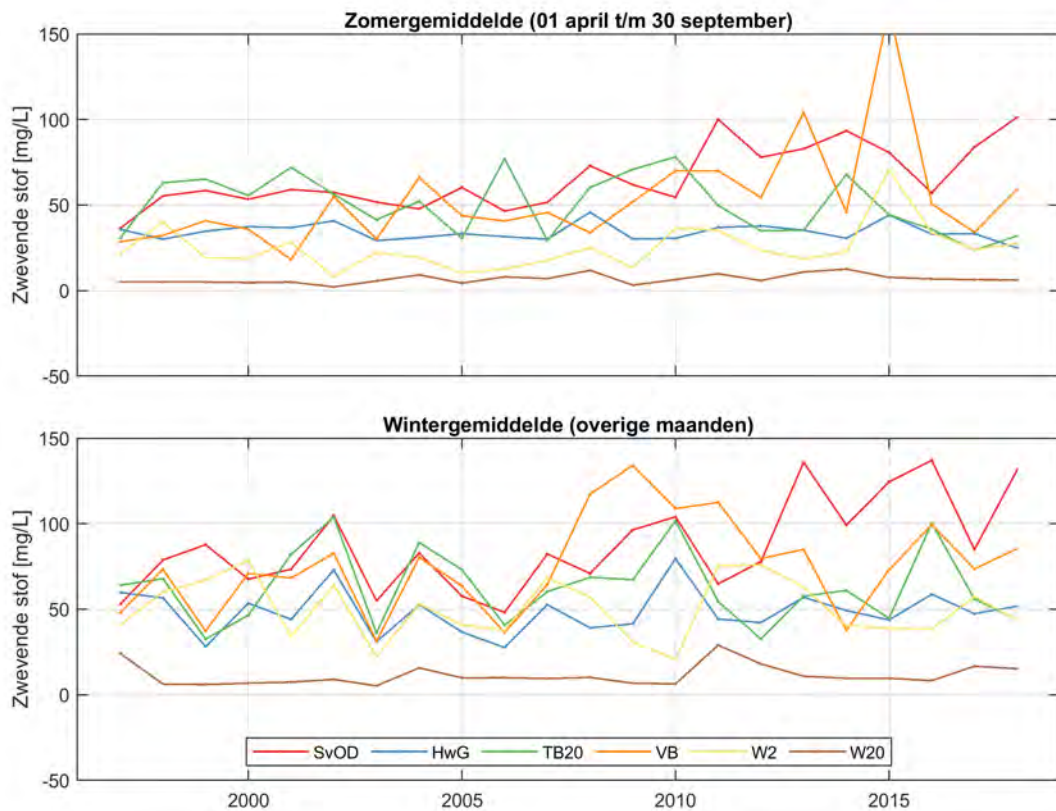 Zomergemiddelde (01 april t/m 30 september)
150
100
50
0
-50
Zwevende stof [mg/L]
Wintergemiddelde (overige maanden)
150
100
50
0
-50
Zwevende stof [mg/L]
SvOD HwG TB20 VB W2 W20
2000 2005 2010 2015